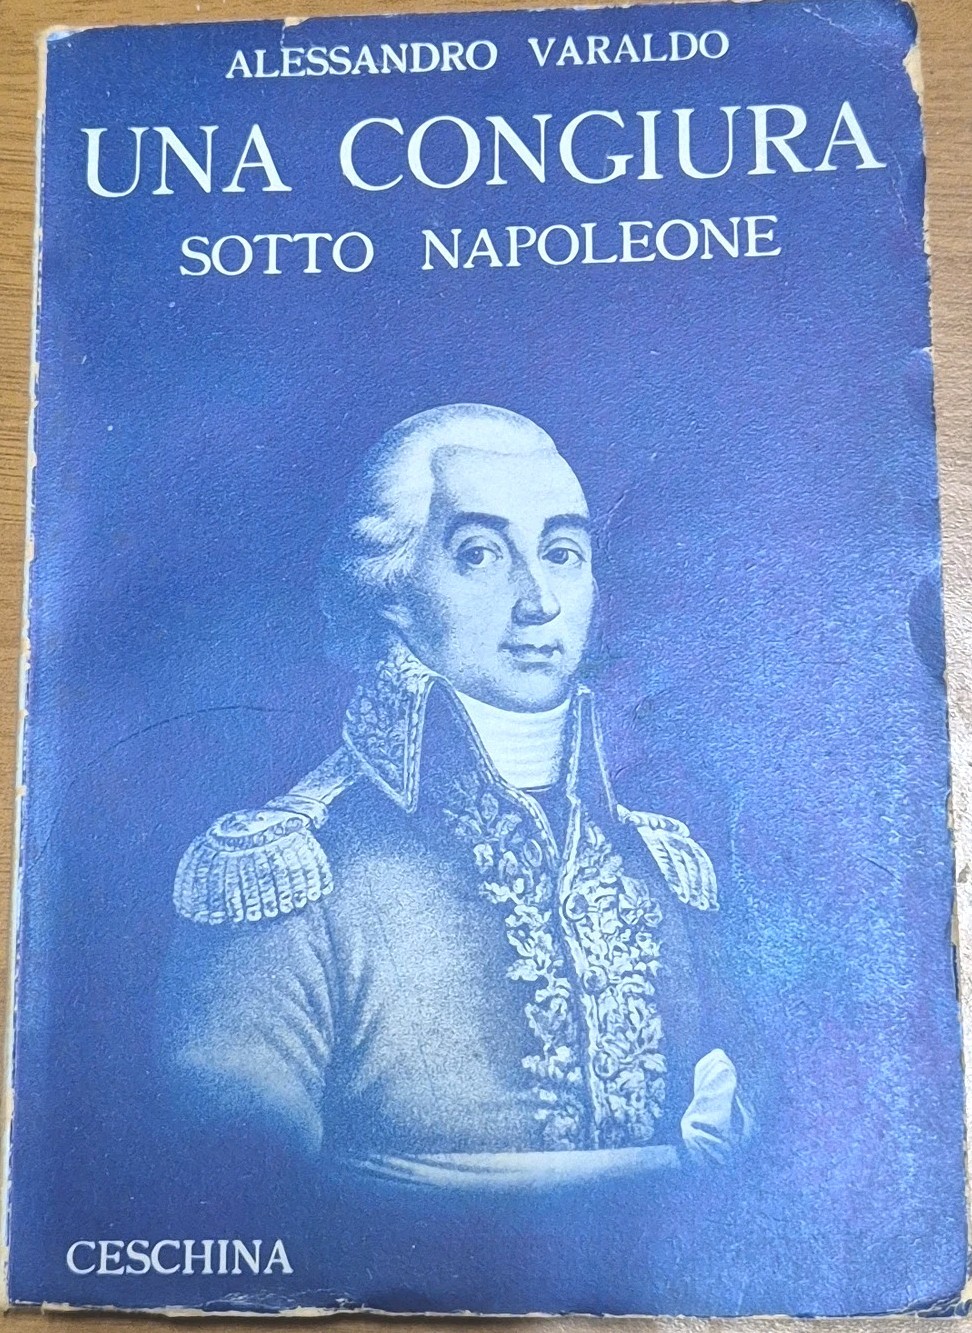 ALESSANDRO VARALDO
UNA CONGIURA
SOTTO NAPOLEONE
CESCHINA